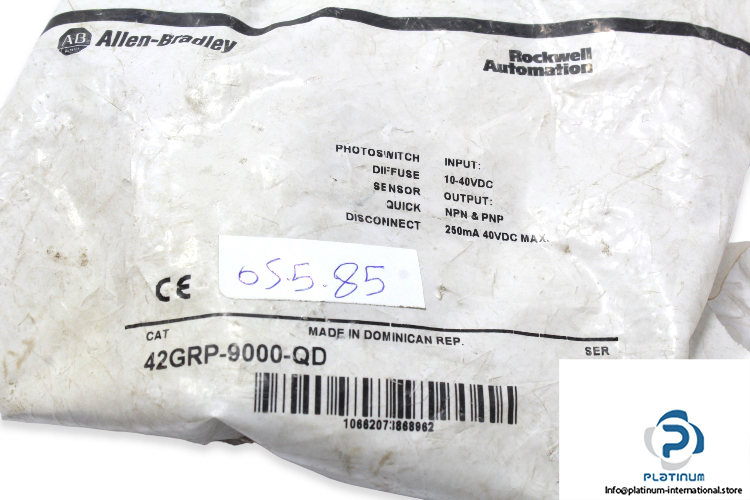 AB Allen-Bradley
Rockwell
Automation
PHOTOSWITCH INPUT:
DIFFUSE 10-40VDC
SENSOR OUTPUT:
QUICK NPN & PNP
DISCONNECT 250mA 40VDC MAX.
CE
OS.5.85
CAT MADE IN DOMINICAN REP. SER
42GRP-9000-QD
PLATINUM
Info@platinum-international.store